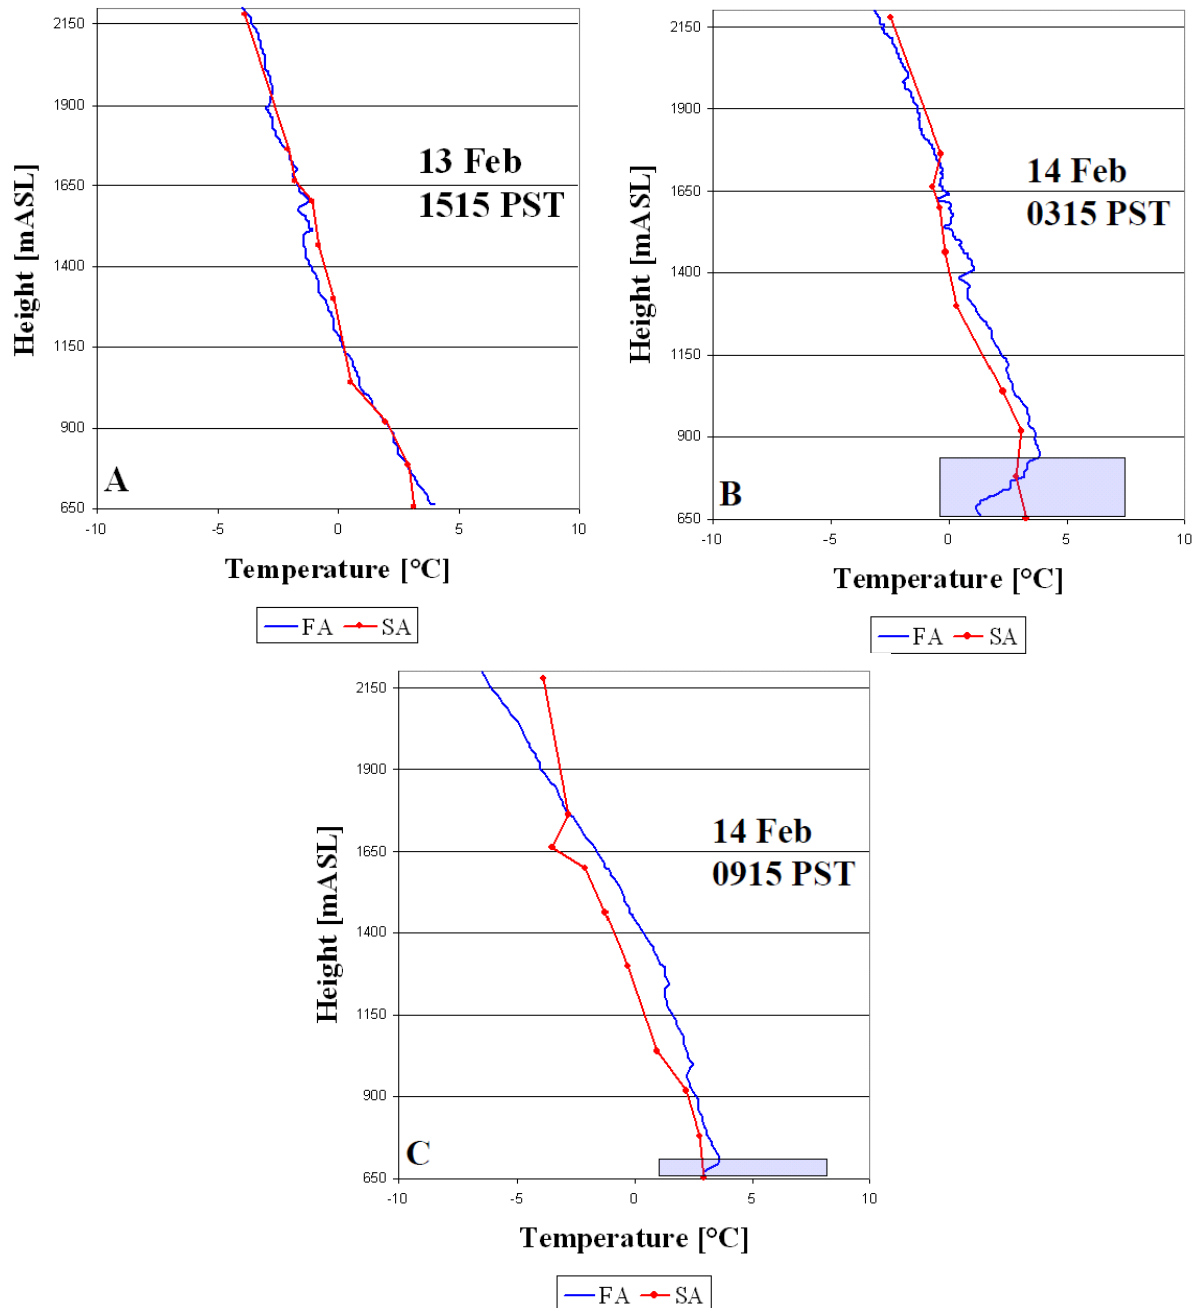 2150
1900
1650
1400
1150
900
650
-10
-5
0
5
10
Height [mASL]
Temperature [°C]
13 Feb
1515 PST
A
FA
SA
2150
1900
1650
1400
1150
900
650
-10
-5
0
5
10
Height [mASL]
Temperature [°C]
14 Feb
0315 PST
B
FA
SA
2150
1900
1650
1400
1150
900
650
-10
-5
0
5
10
Height [mASL]
Temperature [°C]
14 Feb
0915 PST
C
FA
SA